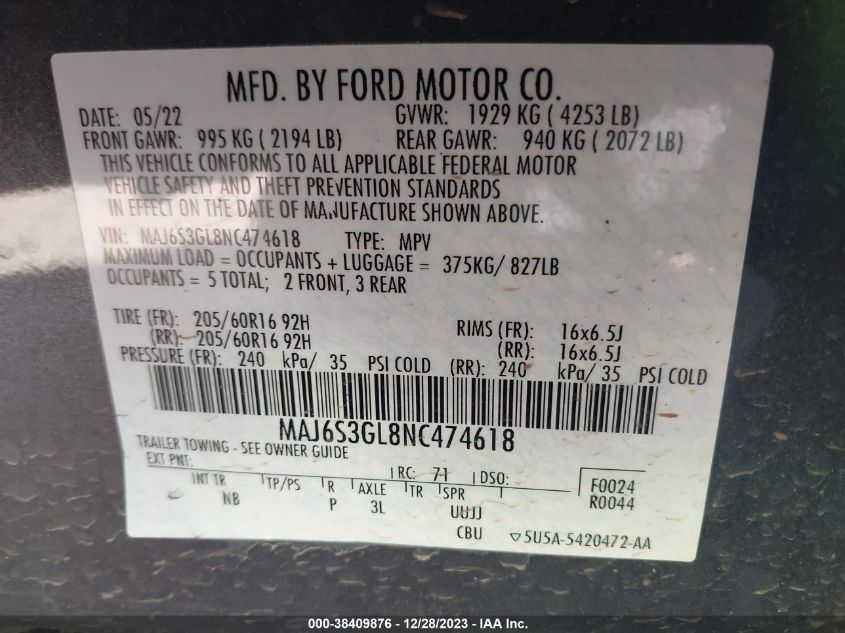 MFD. BY FORD MOTOR CO.
DATE: 05/22 GVWR: 1929 KG ( 4253 LB)
FRONT GAWR: 995 KG ( 2194 LB) REAR GAWR: 940 KG ( 2072 LB)
THIS VEHICLE CONFORMS TO ALL APPLICABLE FEDERAL MOTOR
VEHICLE SAFETY AND THEFT PREVENTION STANDARDS
IN EFFECT ON THE DATE OF MANUFACTURE SHOWN ABOVE.
VIN: MAJ6S3GL8NC474618 TYPE: MPV
MAXIMUM LOAD = OCCUPANTS + LUGGAGE = 375KG/ 827LB
OCCUPANTS = 5 TOTAL; 2 FRONT, 3 REAR
TIRE (FR): 205/60R16 92H RIMS (FR): 16x6.5J
(RR): 205/60R16 92H (RR): 16x6.5J
PRESSURE (FR): 240 kPa/ 35 PSI COLD (RR): 240 kPa/ 35 PSI COLD
MAJ6S3GL8NC474618
TRAILER TOWING - SEE OWNER GUIDE
EXT PNT: RC: 71 DSO: F0024
INT TR TP/PS R AXLE TR SPR R0044
NB P 3L UUJJ
CBU 5U5A-5420472-AA
000-38409876 - 12/28/2023 - IAA Inc.